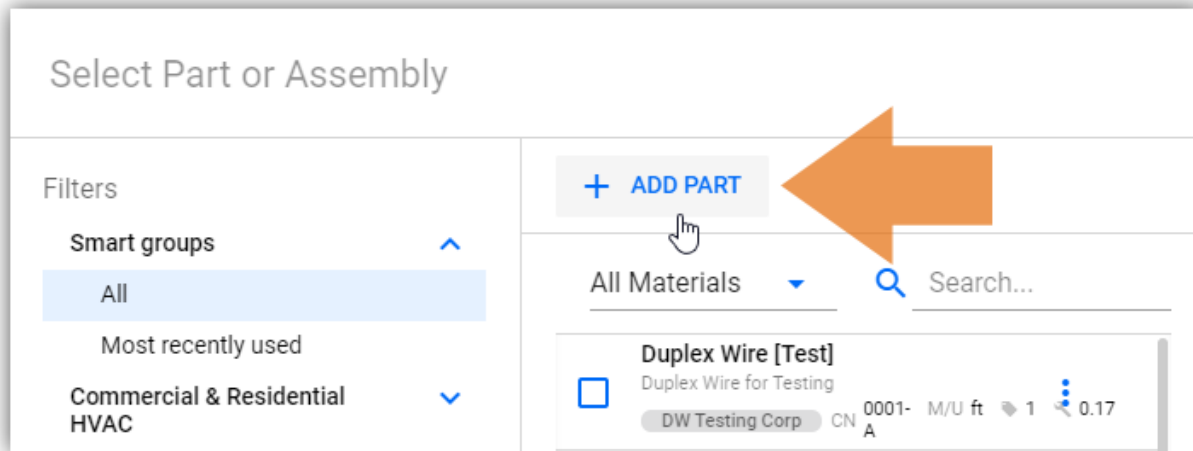 Select Part or Assembly
Filters
Smart groups
All
Most recently used
Commercial & Residential
HVAC
+ ADD PART
All Materials
Search...
Duplex Wire [Test]
Duplex Wire for Testing
DW Testing Corp CN 0001-A M/U ft 1 0.17